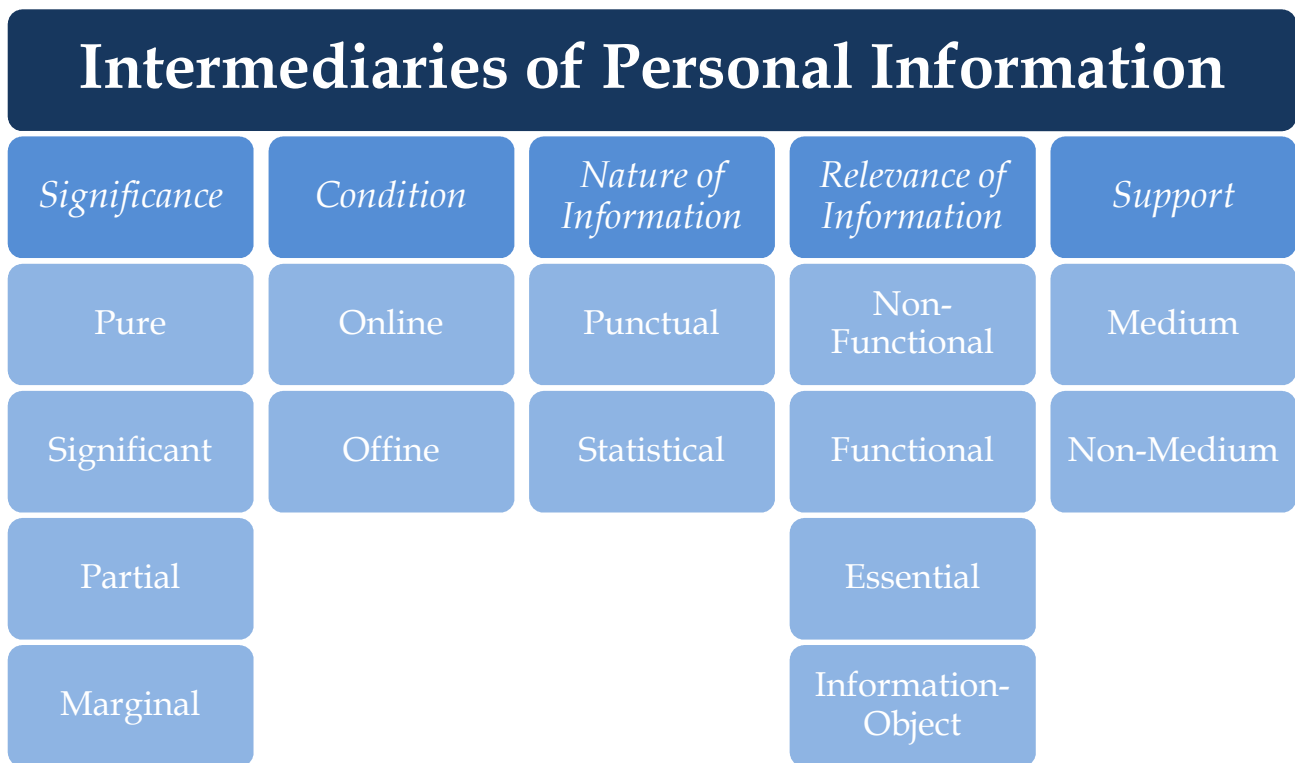 Intermediaries of Personal Information
Significance
Condition
Nature of
Information
Relevance of
Information
Support
Pure
Online
Punctual
Non-
Functional
Medium
Significant
Offine
Statistical
Functional
Non-Medium
Partial
Essential
Marginal
Information-
Object